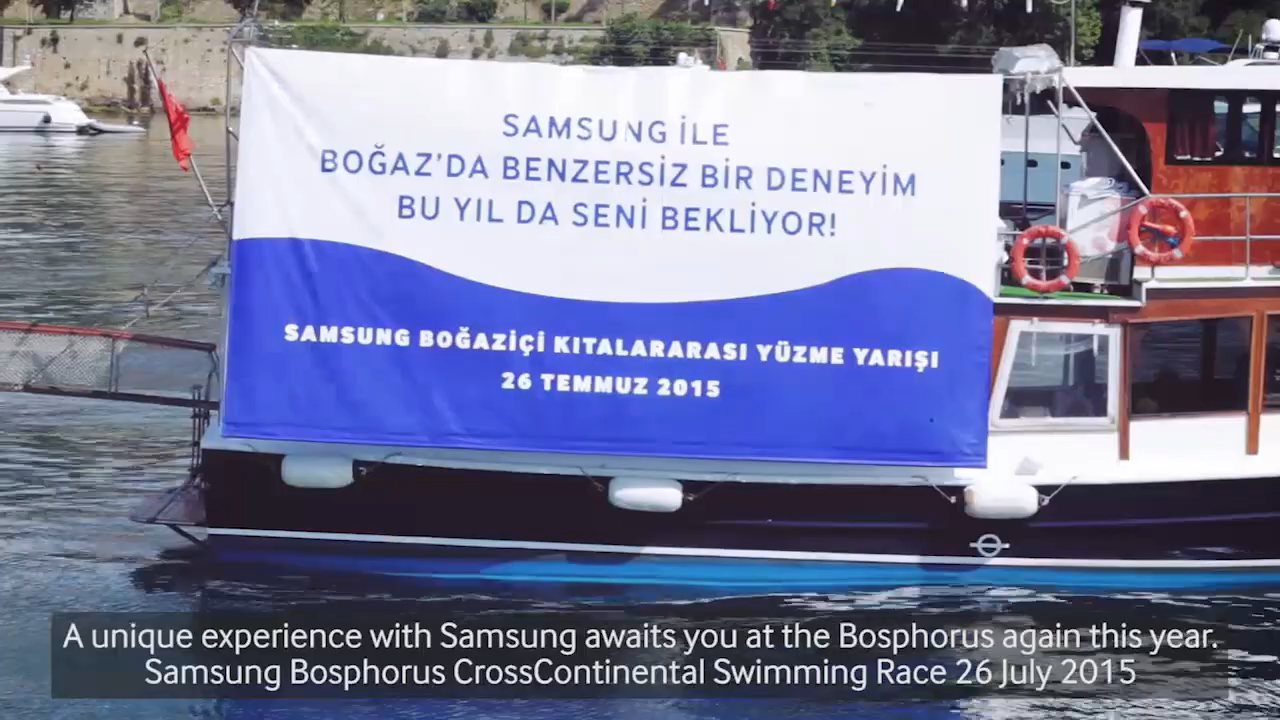 SAMSUNG İLE
BOĞAZ'DA BENZERSİZ BİR DENEYİM
BU YIL DA SENİ BEKLİYOR!
SAMSUNG BOĞAZİÇİ KITALARARASI YÜZME YARIŞI
26 TEMMUZ 2015
A unique experience with Samsung awaits you at the Bosphorus again this year.
Samsung Bosphorus CrossContinental Swimming Race 26 July 2015